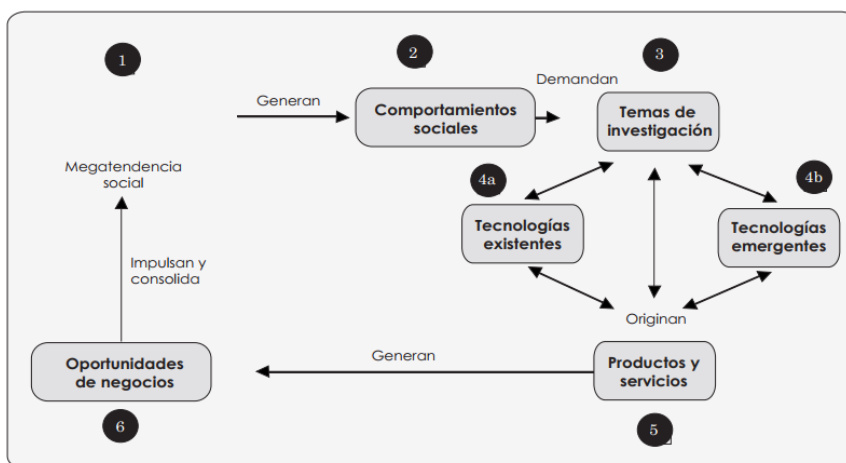 1
2
3
Generan
Comportamientos
sociales
Demandan
Temas de
investigación
Megatendencia
social
4a
4b
Tecnologías
existentes
Tecnologías
emergentes
Impulsan y
consolida
Originan
Oportunidades
de negocios
Generan
Productos y
servicios
6
5